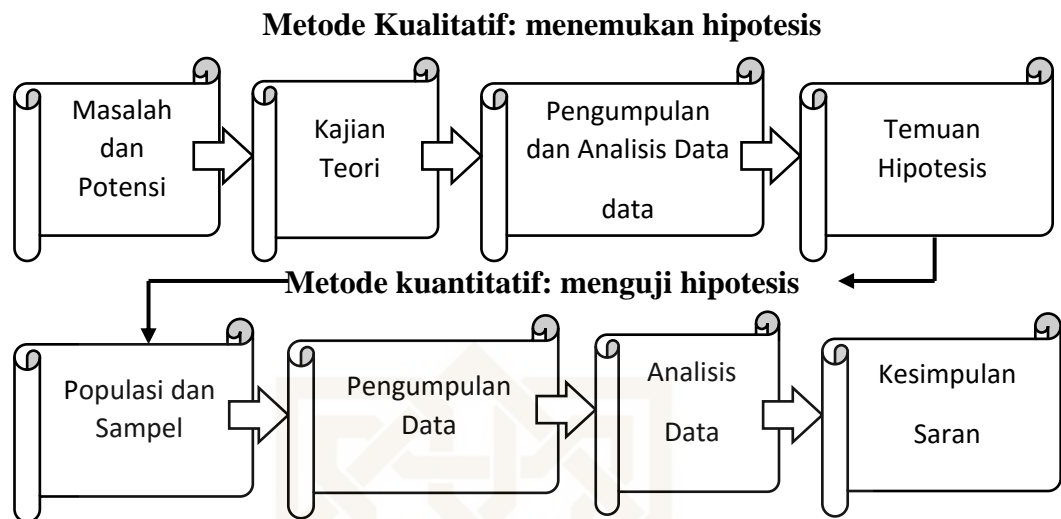 Metode Kualitatif: menemukan hipotesis
Masalah
dan
Potensi
Kajian
Teori
Pengumpulan
dan Analisis Data
data
Temuan
Hipotesis
Metode kuantitatif: menguji hipotesis
Populasi dan
Sampel
Pengumpulan
Data
Analisis
Data
Kesimpulan
Saran